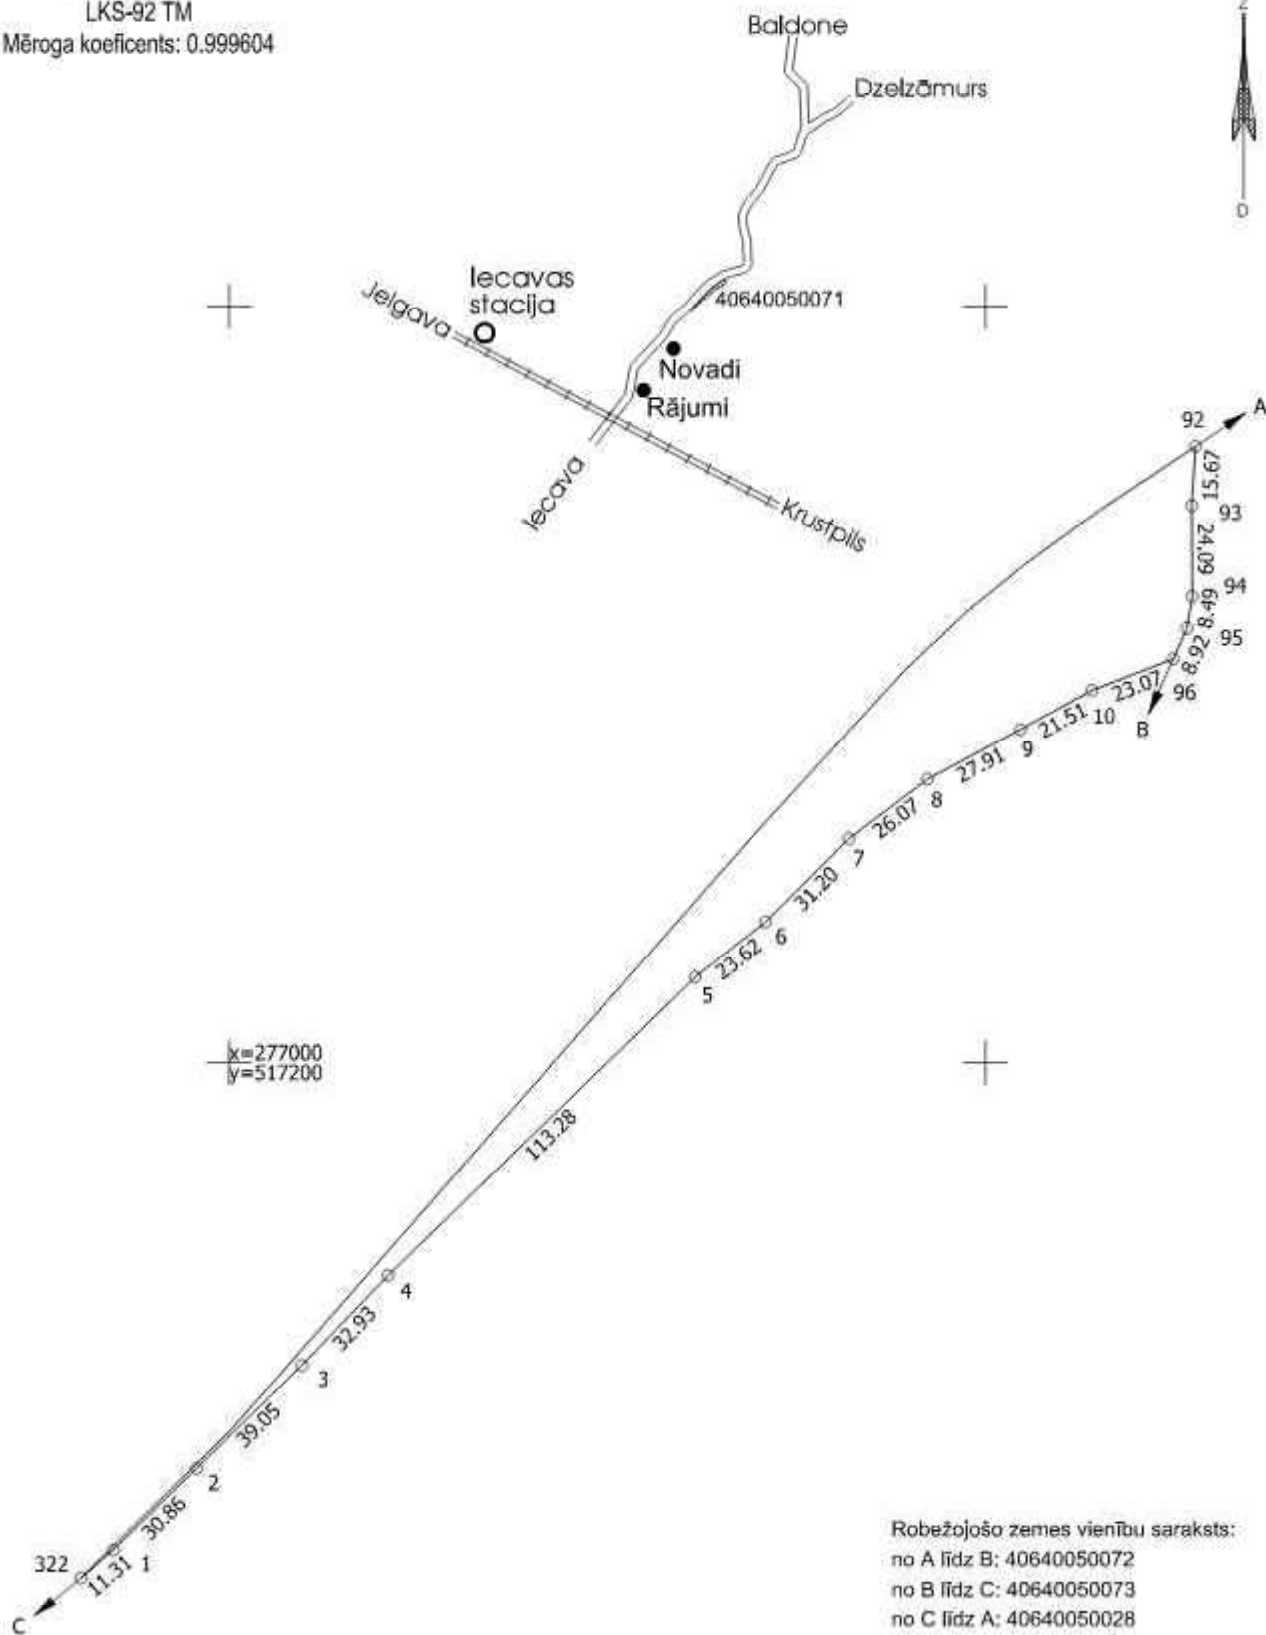 LKS-92 TM
Mēroga koeficents: 0.999604
Z
D
Baldone
Dzelzāmurs
Iecavas
stacija
Jelgava
40640050071
Novadi
Rājumi
Iecava
Krustpils
A
92
15.97
93
24.09
94
8.49
95
8.92
96
B
23.07
10
21.51
9
27.91
8
26.07
7
31.20
6
23.62
5
x=277000
y=517200
113.28
4
32.93
3
39.05
2
30.86
1
11.31
322
C
Robežojošo zemes vienību saraksts:
no A līdz B: 40640050072
no B līdz C: 40640050073
no C līdz A: 40640050028